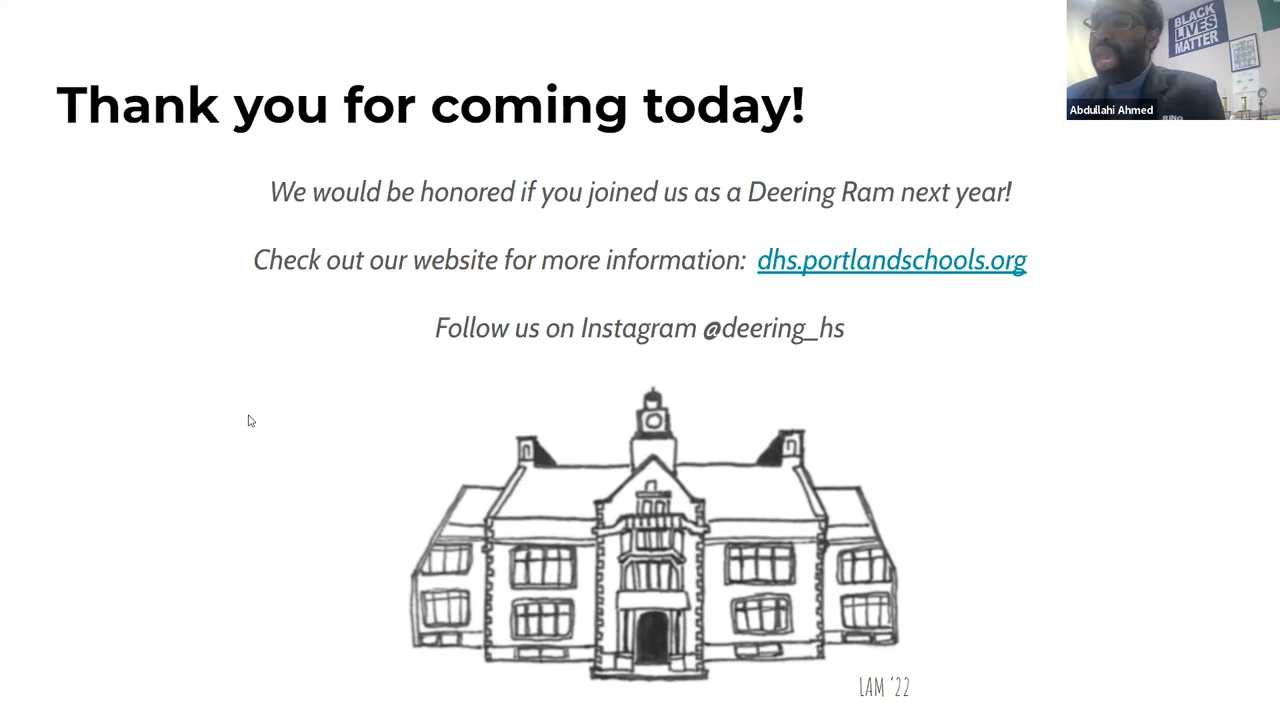 Thank you for coming today!
BLACK
LIVES
MATTER
Abdullahi Ahmed
We would be honored if you joined us as a Deering Ram next year!
Check out our website for more information: dhs.portlandschools.org
Follow us on Instagram @deering_hs
LAM '22